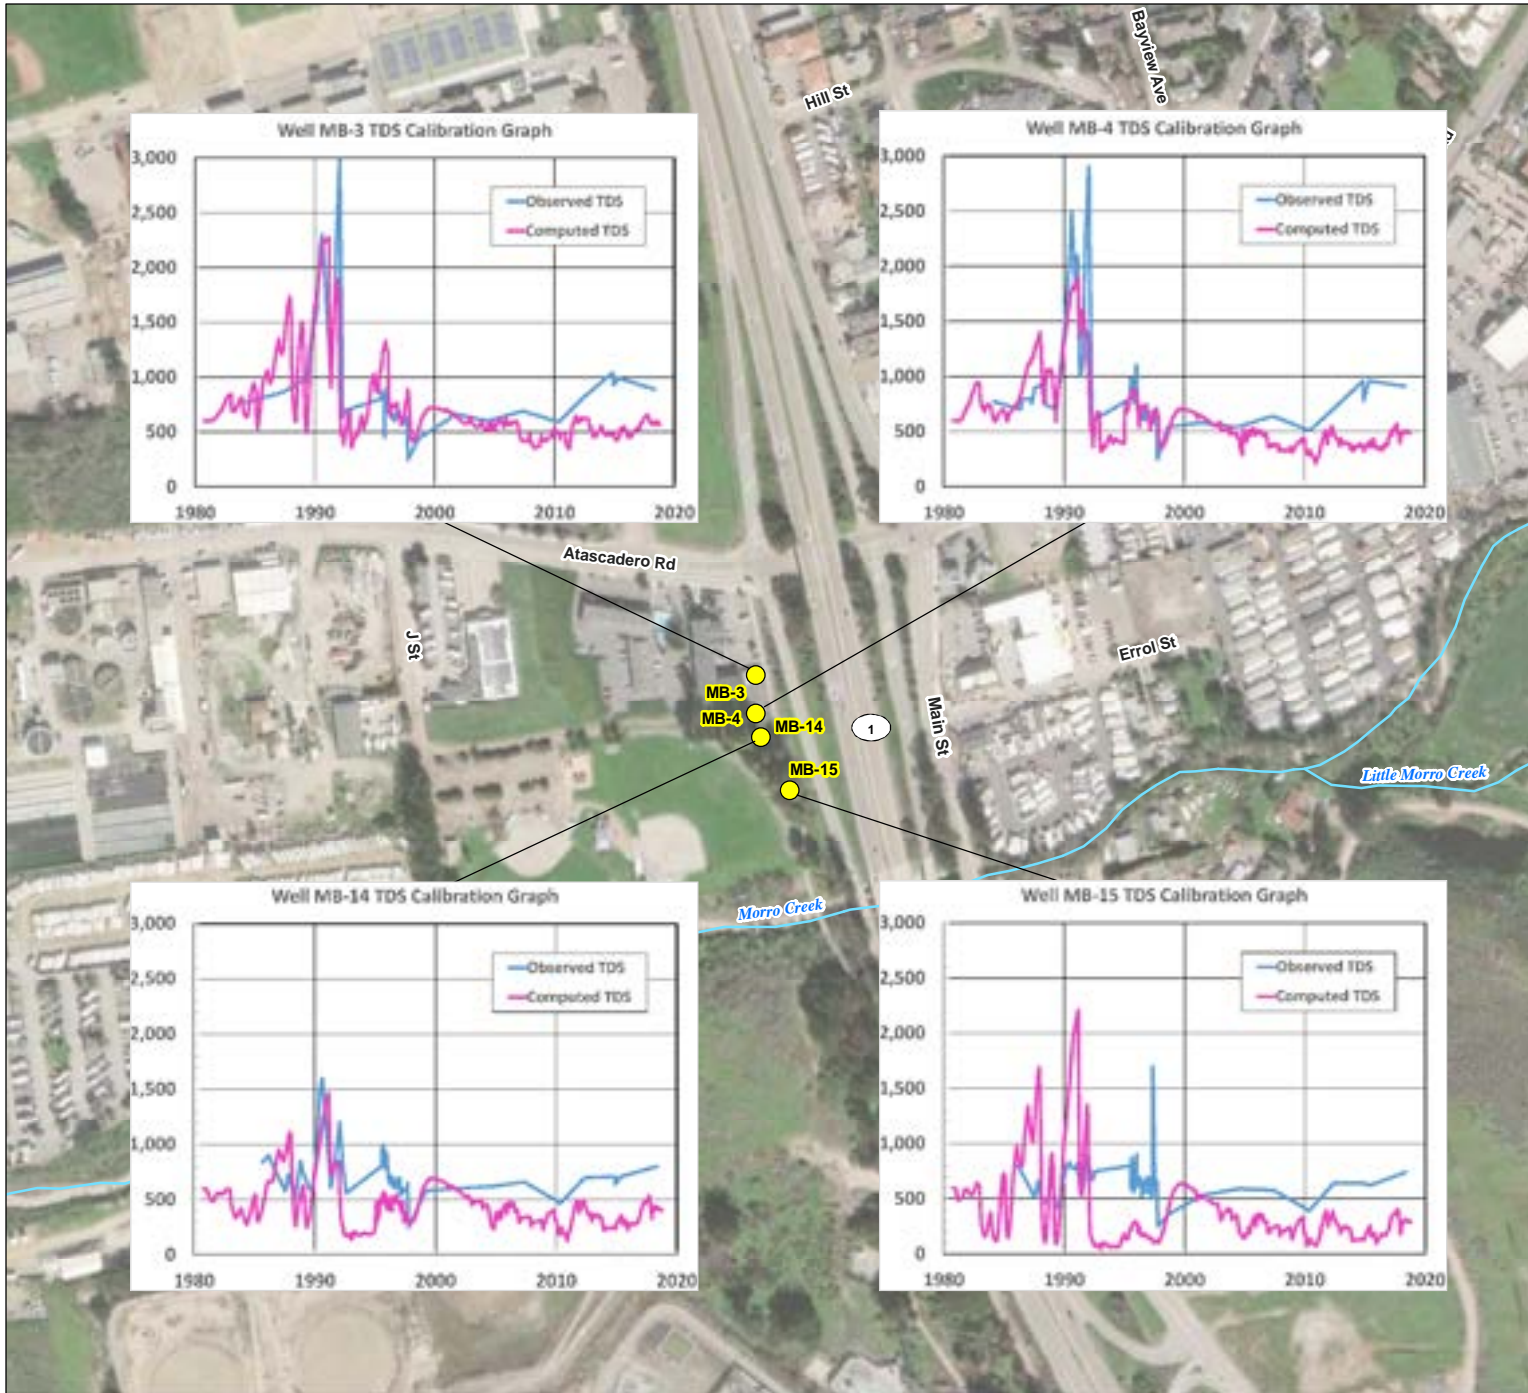 Bayview Ave
Hill St
Well MB-3 TDS Calibration Graph
3,000
2,500
2,000
1,500
1,000
500
0
1980 1990 2000 2010 2020
Observed TDS
Computed TDS
Well MB-4 TDS Calibration Graph
3,000
2,500
2,000
1,500
1,000
500
0
1980 1990 2000 2010 2020
Observed TDS
Computed TDS
Atascadero Rd
J St
Errol St
Main St
MB-3
MB-4
MB-14
MB-15
1
Little Morro Creek
Morro Creek
Well MB-14 TDS Calibration Graph
3,000
2,500
2,000
1,500
1,000
500
0
1980 1990 2000 2010 2020
Observed TDS
Computed TDS
Well MB-15 TDS Calibration Graph
3,000
2,500
2,000
1,500
1,000
500
0
1980 1990 2000 2010 2020
Observed TDS
Computed TDS